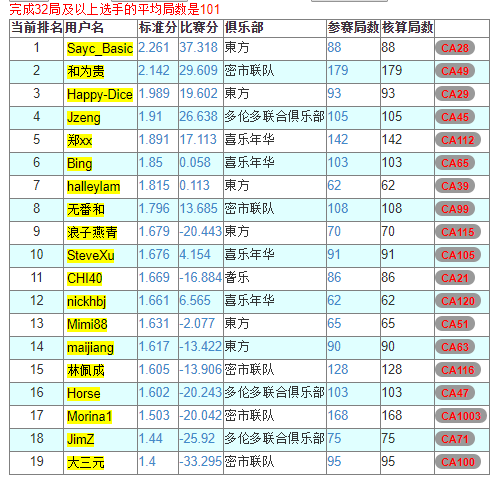 完成32局及以上选手的平均局数是101
当前排名 用户名 标准分 比赛分 俱乐部 参赛局数 核算局数
1 Sayc_Basic 2.261 37.318 東方 88 88 CA28
2 和为贵 2.142 29.609 密市联队 179 179 CA49
3 Happy-Dice 1.989 19.602 東方 93 93 CA29
4 Jzeng 1.91 26.638 多伦多联合俱乐部 105 105 CA45
5 郑xx 1.891 17.113 喜乐年华 142 142 CA112
6 Bing 1.85 0.058 喜乐年华 103 103 CA65
7 halleylam 1.815 0.113 東方 62 62 CA39
8 无番和 1.796 13.685 密市联队 108 108 CA99
9 浪子燕青 1.679 -20.443 東方 70 70 CA115
10 SteveXu 1.676 4.154 喜乐年华 91 91 CA105
11 CHI40 1.669 -16.884 耆乐 86 86 CA21
12 nickhbj 1.661 6.565 喜乐年华 62 62 CA120
13 Mimi88 1.631 -2.077 東方 65 65 CA51
14 maijiang 1.617 -13.422 東方 90 90 CA63
15 林佩成 1.605 -13.906 密市联队 128 128 CA116
16 Horse 1.602 -20.243 多伦多联合俱乐部 103 103 CA47
17 Morina1 1.503 -20.042 密市联队 168 168 CA1003
18 JimZ 1.44 -25.92 多伦多联合俱乐部 75 75 CA71
19 大三元 1.4 -33.295 密市联队 95 95 CA100